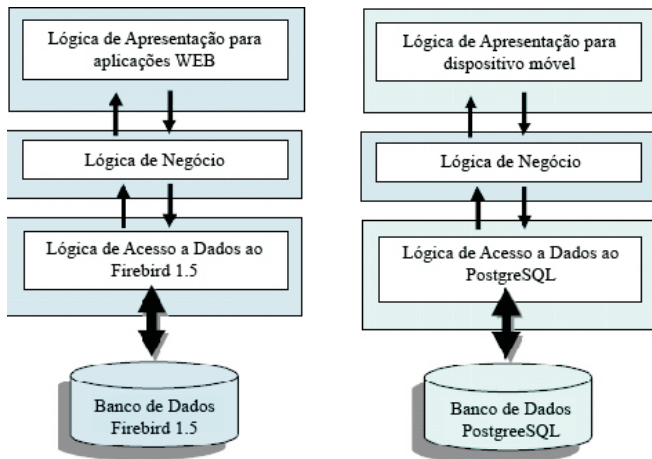 Lógica de Apresentação para
aplicações WEB
Lógica de Negócio
Lógica de Acesso a Dados ao
Firebird 1.5
Banco de Dados
Firebird 1.5
Lógica de Apresentação para
dispositivo móvel
Lógica de Negócio
Lógica de Acesso a Dados ao
PostgreSQL
Banco de Dados
PostgreeSQL